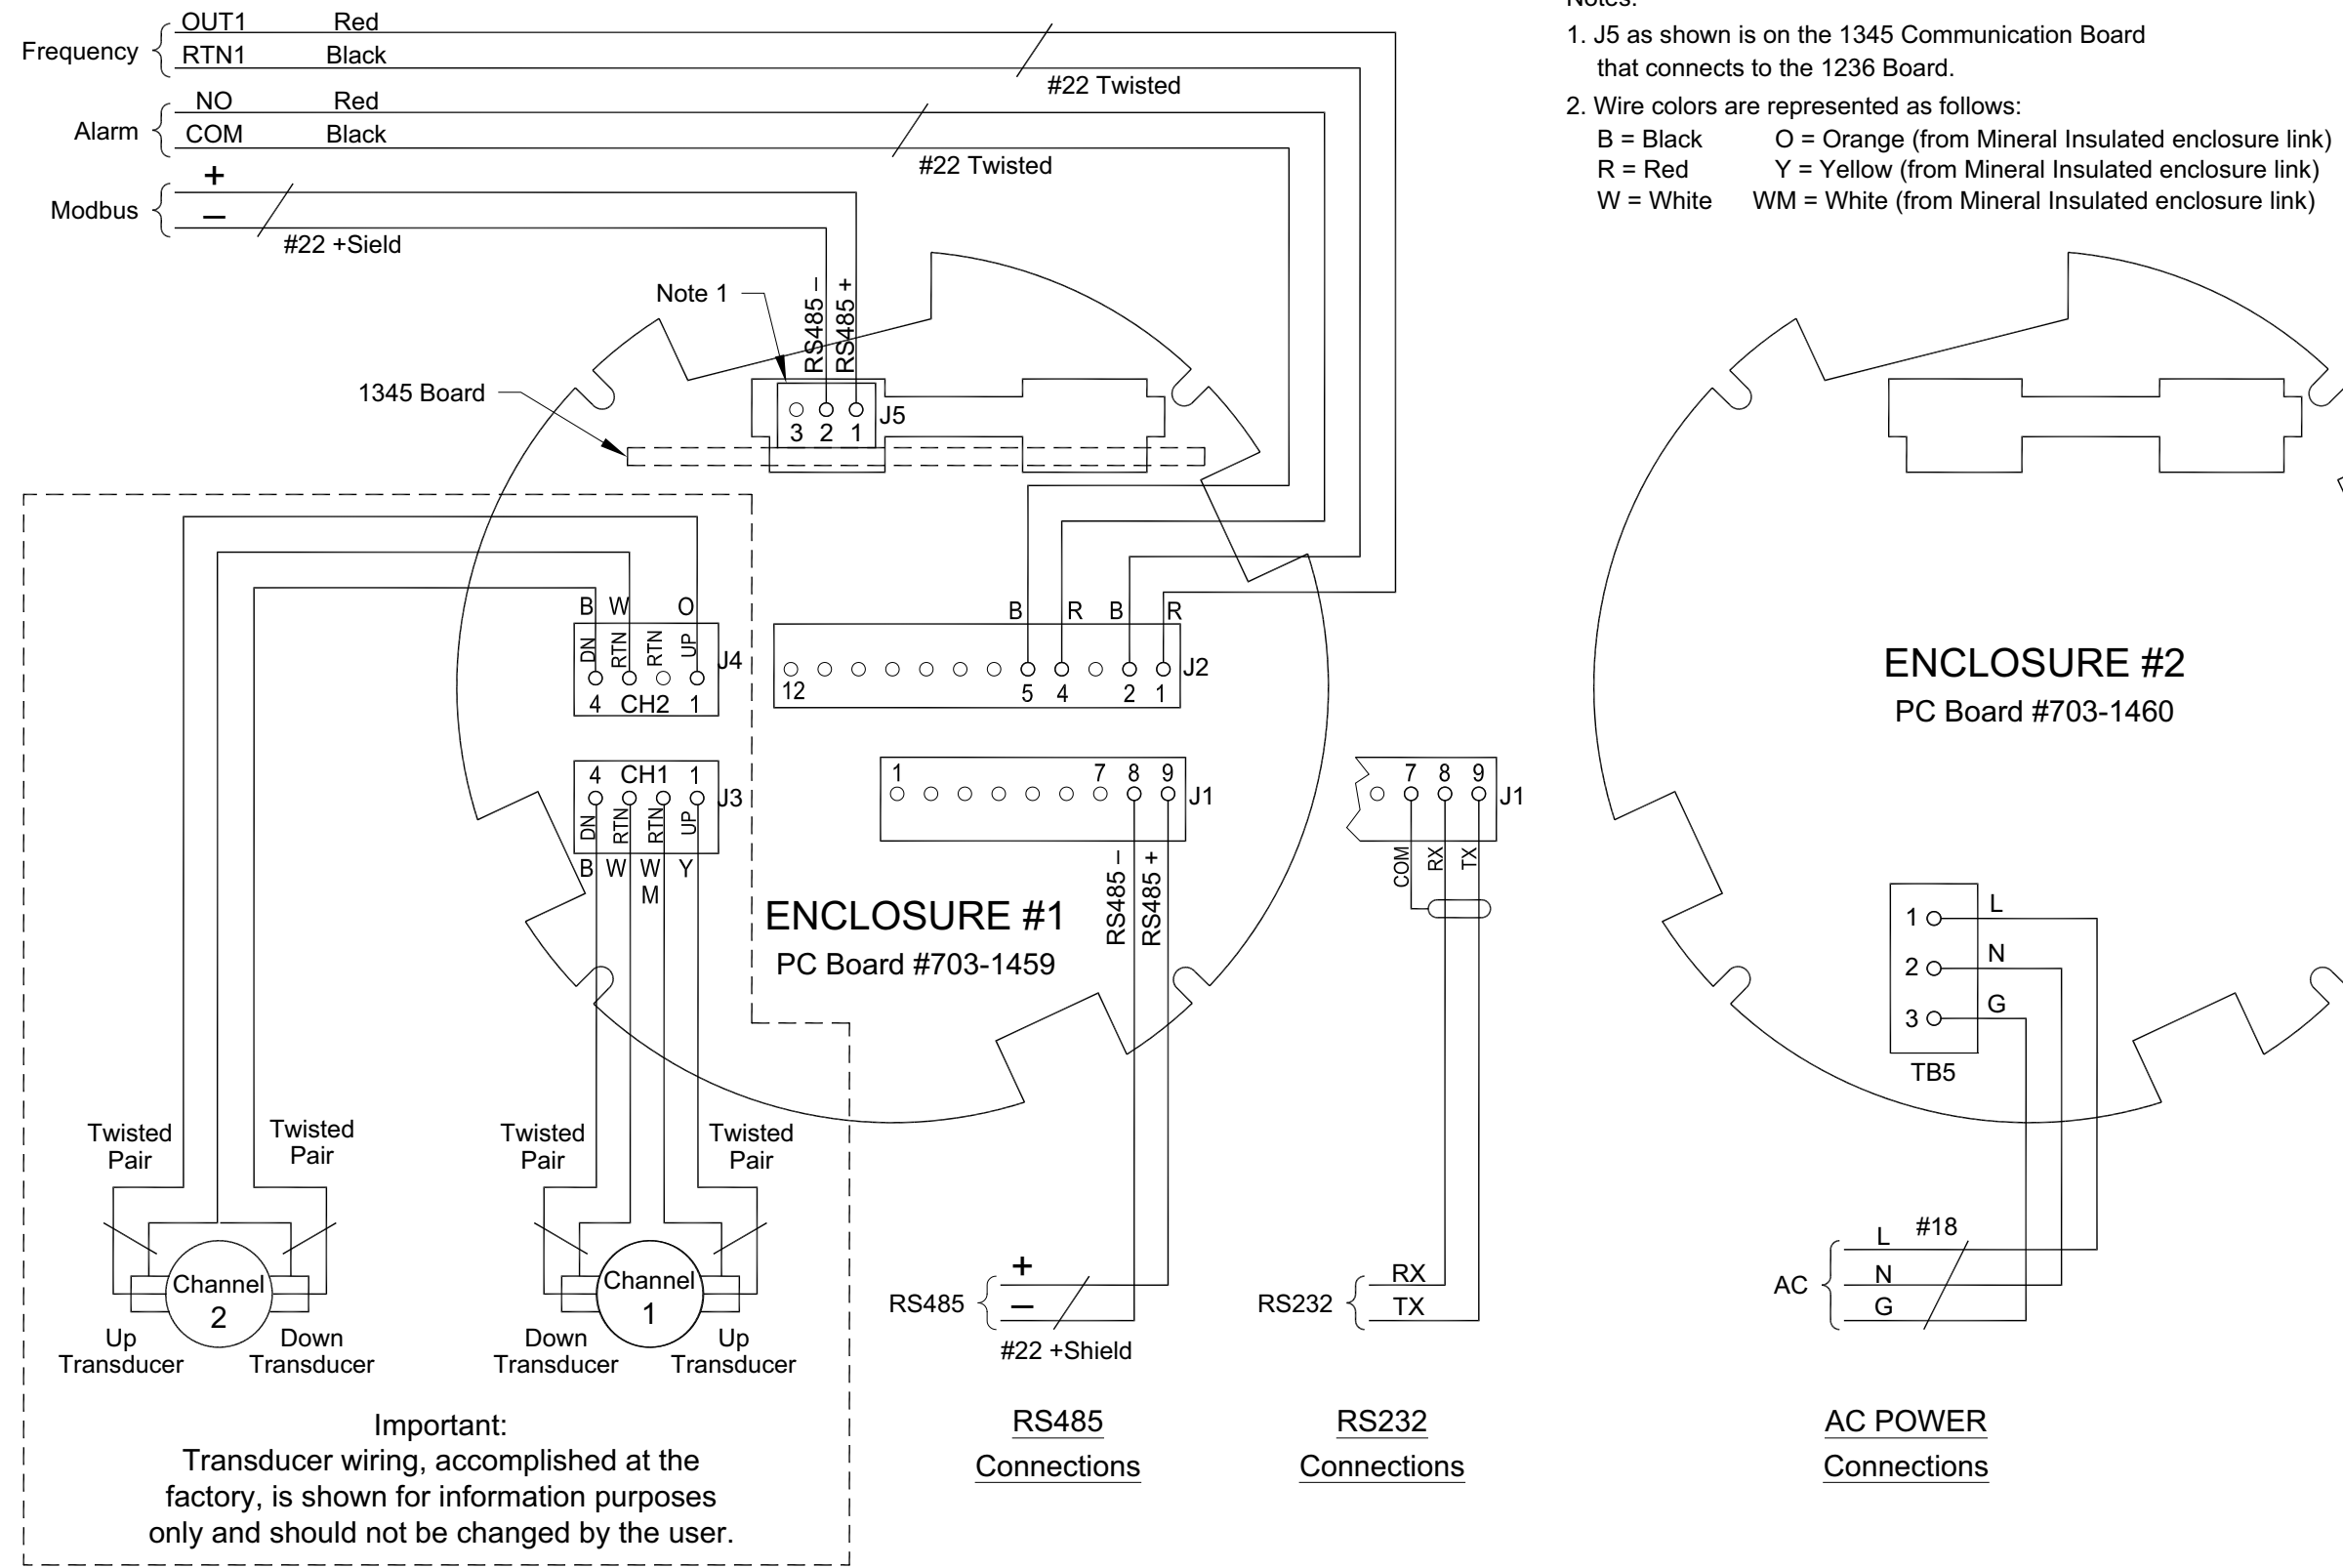 Notes:
1. J5 as shown is on the 1345 Communication Board
that connects to the 1236 Board.
2. Wire colors are represented as follows:
B = Black O = Orange (from Mineral Insulated enclosure link)
R = Red Y = Yellow (from Mineral Insulated enclosure link)
W = White WM = White (from Mineral Insulated enclosure link)
Frequency
OUT1 Red
RTN1 Black
#22 Twisted
Alarm
NO Red
COM Black
#22 Twisted
Modbus
+
–
#22 +Sield
Note 1
RS485 –
RS485 +
1345 Board
J5
3 2 1
B W O
DN RTN RTN UP
J4
4 CH2 1
B R B R
J2
12 5 4 2 1
4 CH1 1
J3
DN RTN RTN UP
B W W M Y
1 7 8 9
J1
RS485 –
RS485 +
7 8 9
J1
COM RX TX
ENCLOSURE #1
PC Board #703-1459
ENCLOSURE #2
PC Board #703-1460
1 L
2 N
3 G
TB5
Twisted
Pair
Twisted
Pair
Twisted
Pair
Twisted
Pair
Channel
2
Up
Transducer
Down
Transducer
Channel
1
Down
Transducer
Up
Transducer
RS485
+
–
#22 +Shield
RS232
RX
TX
AC
L #18
N
G
Important:
Transducer wiring, accomplished at the
factory, is shown for information purposes
only and should not be changed by the user.
RS485
Connections
RS232
Connections
AC POWER
Connections